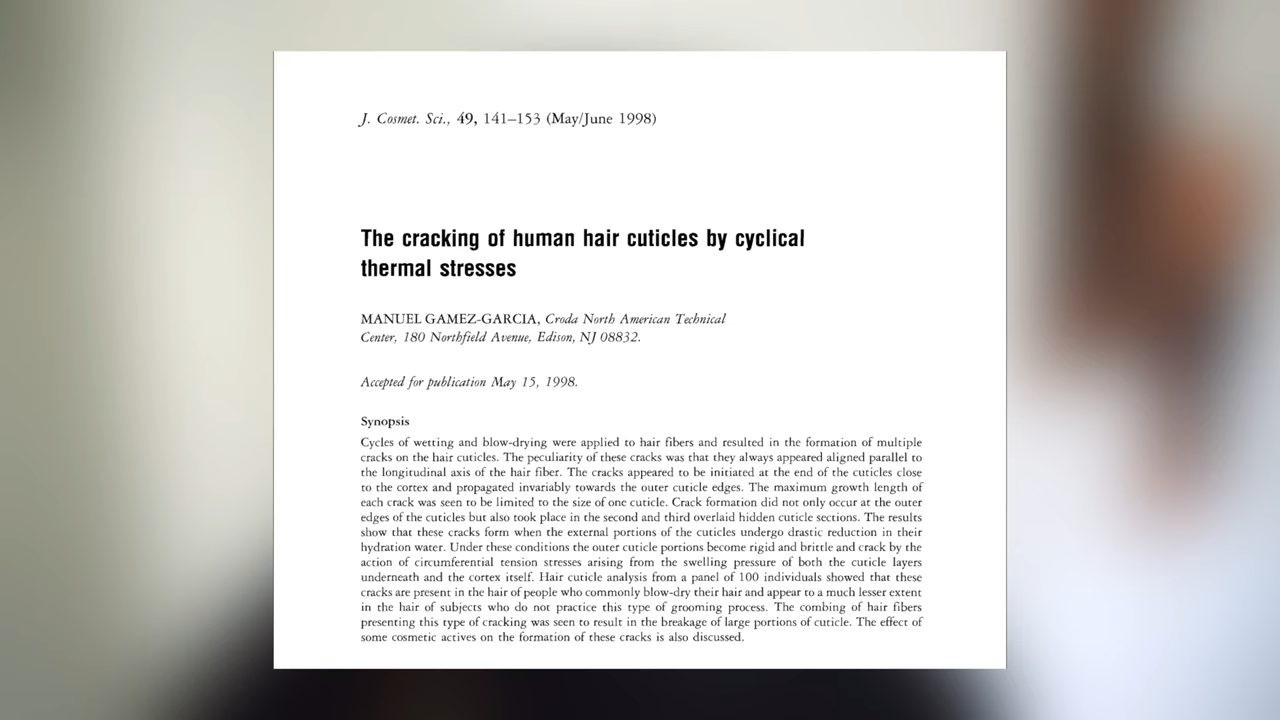 J. Cosmet. Sci., 49, 141–153 (May/June 1998)
The cracking of human hair cuticles by cyclical
thermal stresses
MANUEL GAMEZ-GARCIA, Croda North American Technical
Center, 180 Northfield Avenue, Edison, NJ 08832.
Accepted for publication May 15, 1998.
Synopsis
Cycles of wetting and blow-drying were applied to hair fibers and resulted in the formation of multiple
cracks on the hair cuticles. The peculiarity of these cracks was that they always appeared aligned parallel to
the longitudinal axis of the hair fiber. The cracks appeared to be initiated at the end of the cuticles close
to the cortex and propagated invariably towards the outer cuticle edges. The maximum growth length of
each crack was seen to be limited to the size of one cuticle. Crack formation did not only occur at the outer
edges of the cuticles but also took place in the second and third overlaid hidden cuticle sections. The results
show that these cracks form when the external portions of the cuticles undergo drastic reduction in their
hydration water. Under these conditions the outer cuticle portions become rigid and brittle and crack by the
action of circumferential tension stresses arising from the swelling pressure of both the cuticle layers
underneath and the cortex itself. Hair cuticle analysis from a panel of 100 individuals showed that these
cracks are present in the hair of people who commonly blow-dry their hair and appear to a much lesser extent
in the hair of subjects who do not practice this type of grooming process. The combing of hair fibers
presenting this type of cracking was seen to result in the breakage of large portions of cuticle. The effect of
some cosmetic actives on the formation of these cracks is also discussed.